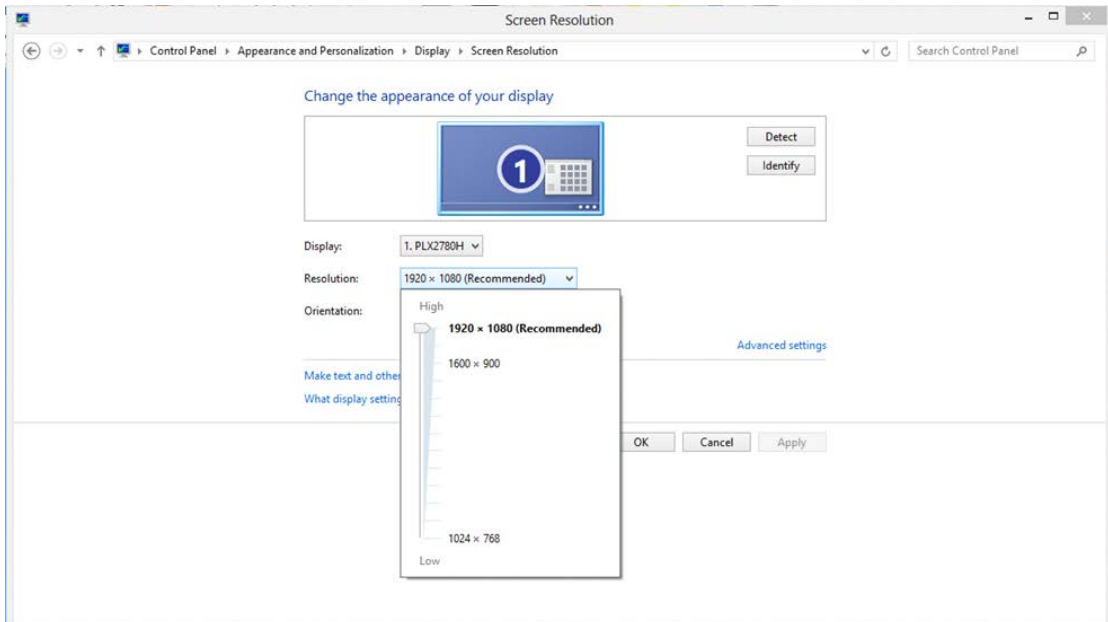 Screen Resolution
Control Panel Appearance and Personalization Display Screen Resolution
Search Control Panel
Change the appearance of your display
1
Detect
Identify
Display: 1. PLX2780H
Resolution: 1920 × 1080 (Recommended)
Orientation:
High
1920 × 1080 (Recommended)
1600 × 900
Advanced settings
Make text and other
What display setting
OK Cancel Apply
1024 × 768
Low